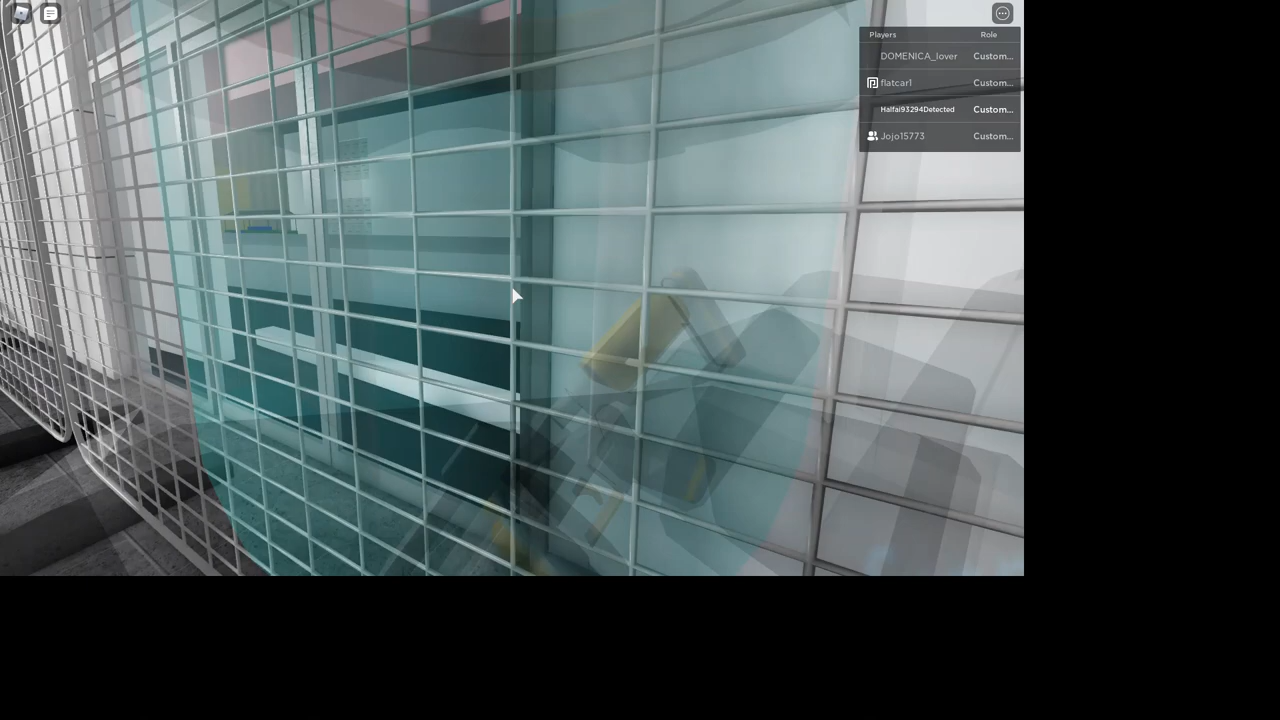 Players Role
DOMENICA_lover Custom...
flatcar1 Custom...
Halfai93294Detected Custom...
Jojo15773 Custom...